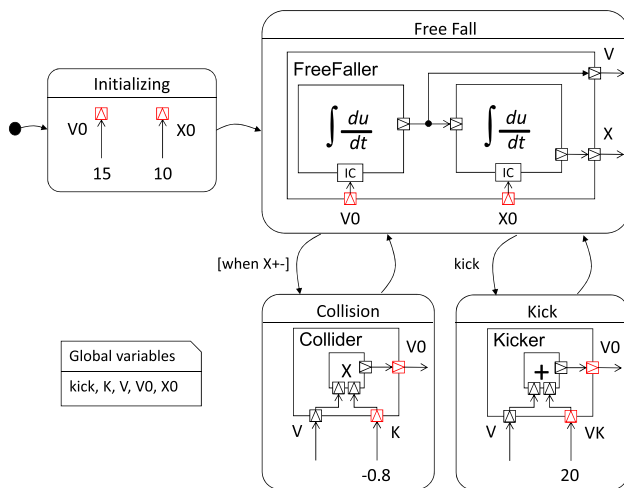 Free Fall
V
Initializing
FreeFaller
∫ du/dt
∫ du/dt
V0
X0
X
15
10
IC
IC
V0
X0
[when X+-]
kick
Collision
Kick
Collider
V0
Kicker
V0
Global variables
X
+
kick, K, V, V0, X0
V
K
V
VK
-0.8
20